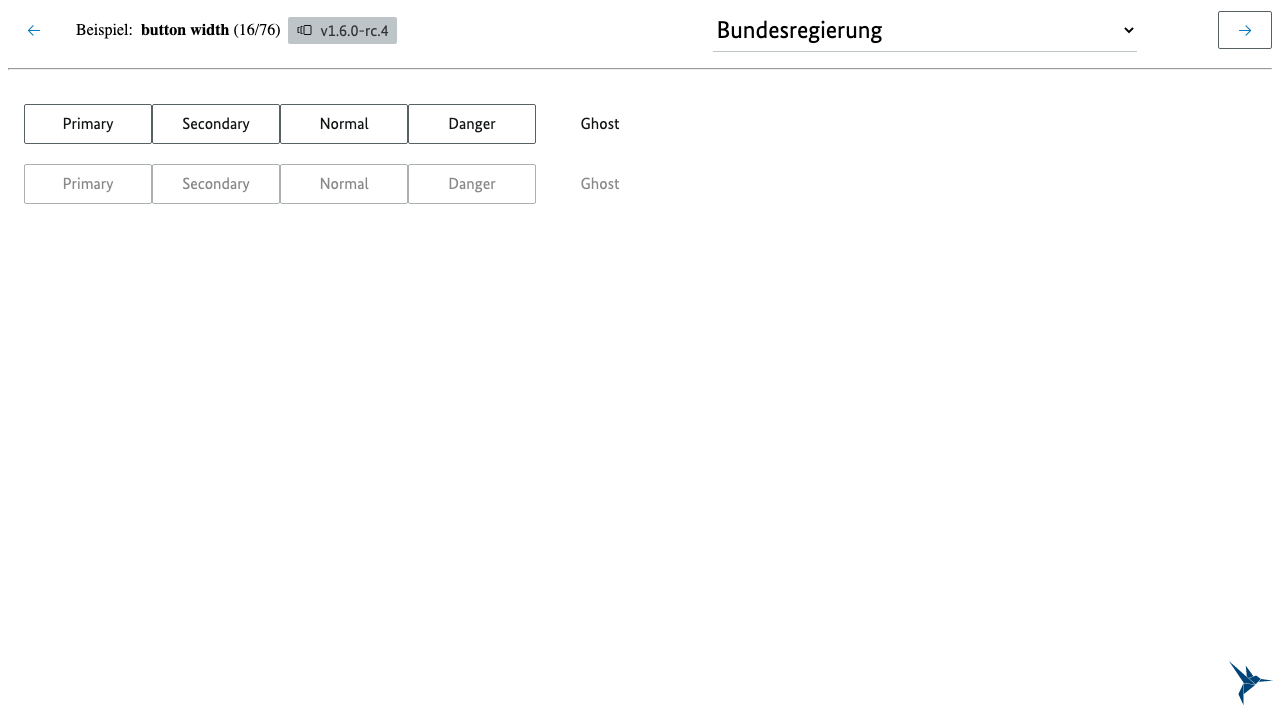 Beispiel: button width (16/76) v1.6.0-rc.4 Bundesregierung
Primary Secondary Normal Danger Ghost
Primary Secondary Normal Danger Ghost